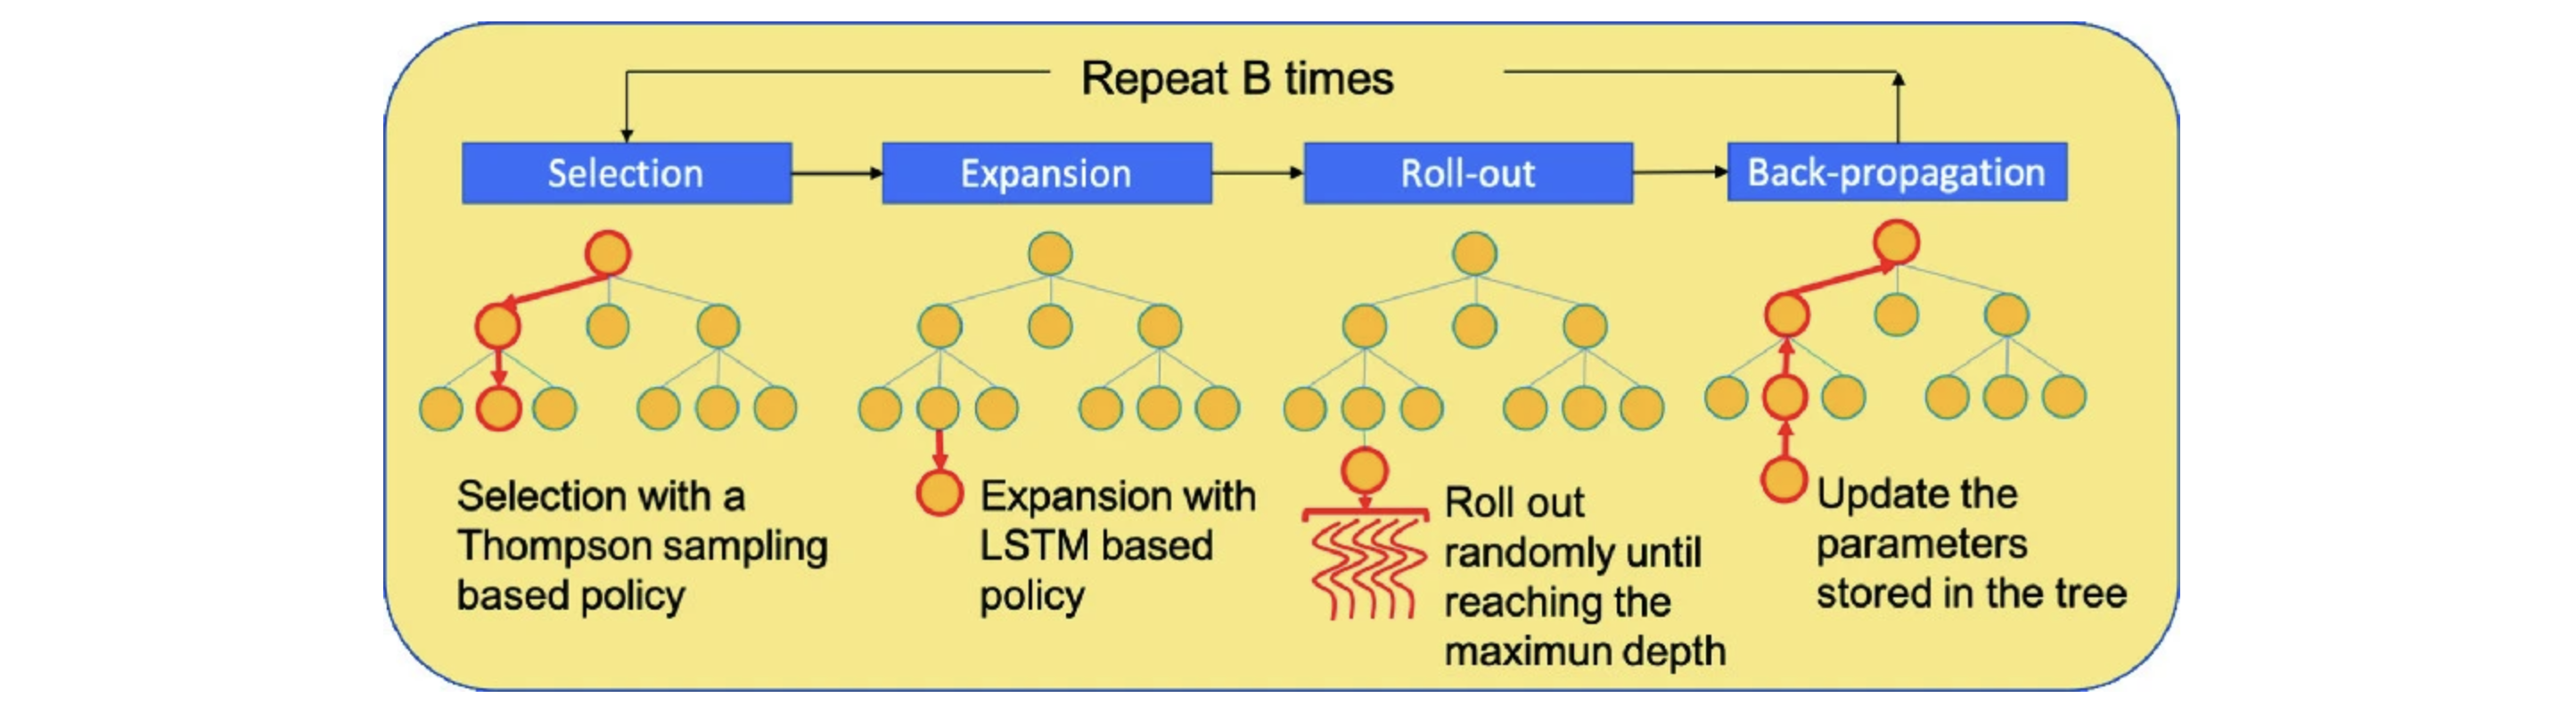 Repeat B times
Selection
Expansion
Roll-out
Back-propagation
Selection with a
Thompson sampling
based policy
Expansion with
LSTM based
policy
Roll out
randomly until
reaching the
maximun depth
Update the
parameters
stored in the tree